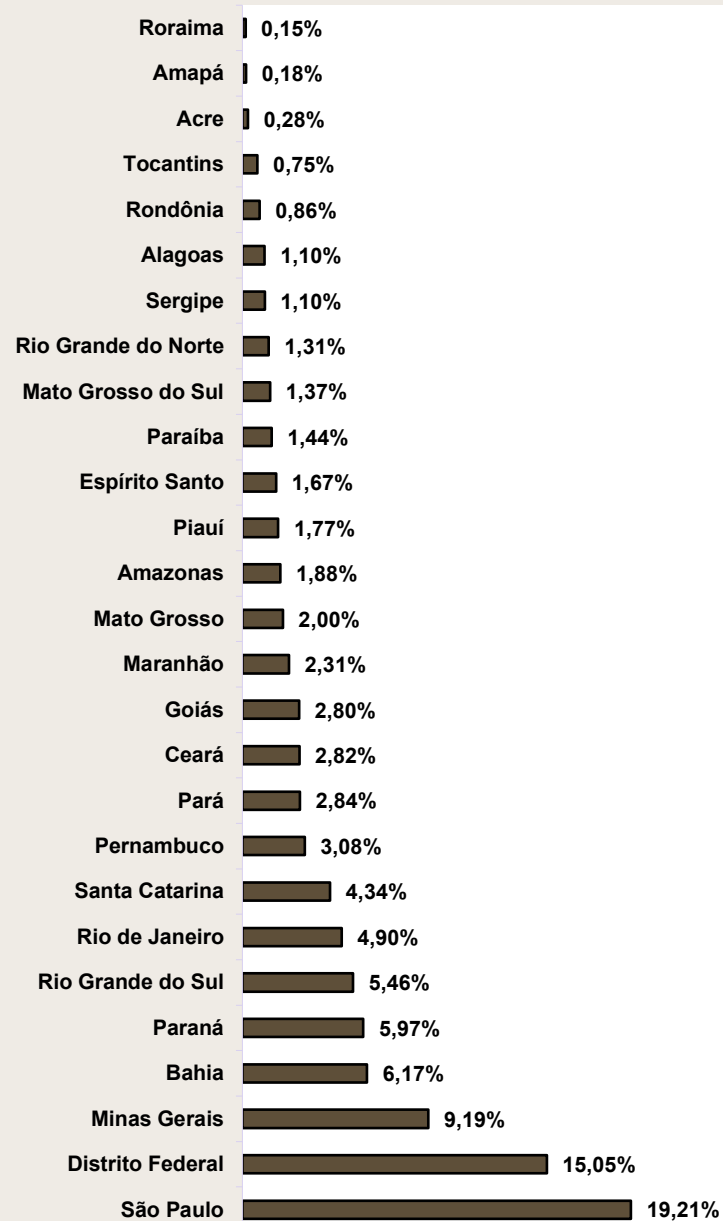 Roraima 0,15%
Amapá 0,18%
Acre 0,28%
Tocantins 0,75%
Rondônia 0,86%
Alagoas 1,10%
Sergipe 1,10%
Rio Grande do Norte 1,31%
Mato Grosso do Sul 1,37%
Paraíba 1,44%
Espírito Santo 1,67%
Piauí 1,77%
Amazonas 1,88%
Mato Grosso 2,00%
Maranhão 2,31%
Goiás 2,80%
Ceará 2,82%
Pará 2,84%
Pernambuco 3,08%
Santa Catarina 4,34%
Rio de Janeiro 4,90%
Rio Grande do Sul 5,46%
Paraná 5,97%
Bahia 6,17%
Minas Gerais 9,19%
Distrito Federal 15,05%
São Paulo 19,21%